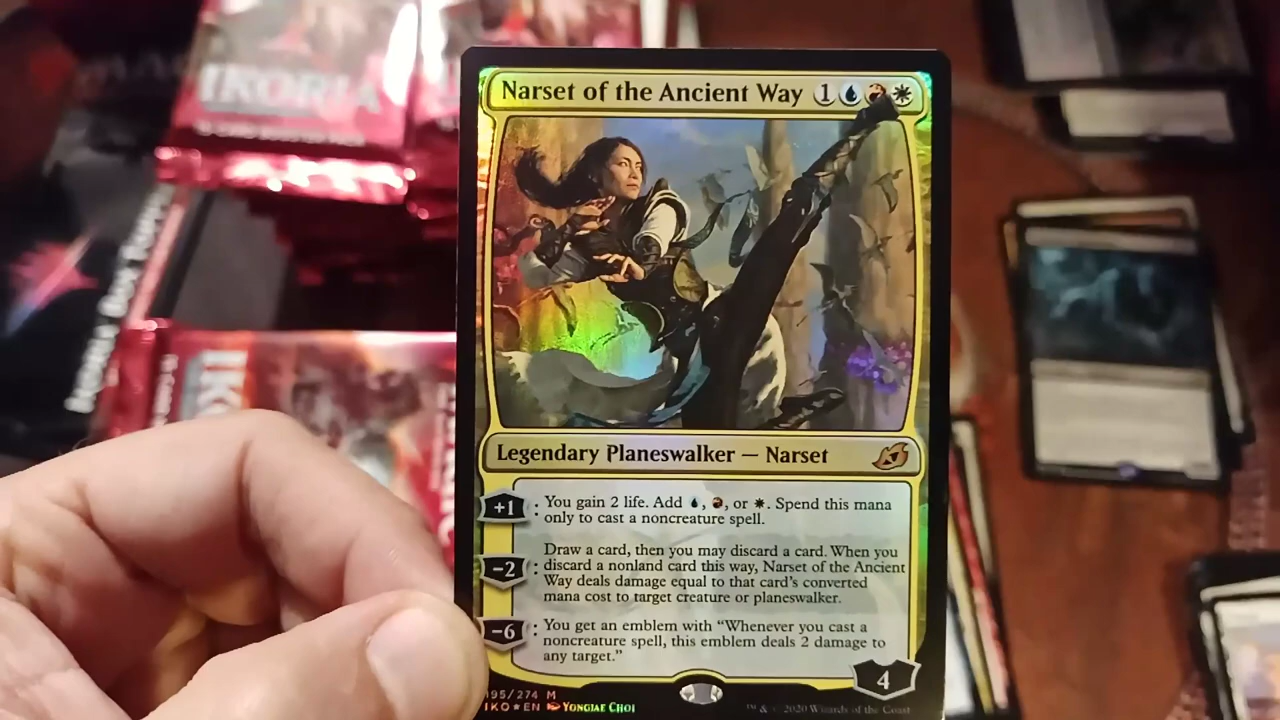 IKORIA
Narset of the Ancient Way 1
Legendary Planeswalker — Narset
+1 : You gain 2 life. Add , , or . Spend this mana
only to cast a noncreature spell.
−2 : Draw a card, then you may discard a card. When you
discard a nonland card this way, Narset of the Ancient
Way deals damage equal to that card's converted
mana cost to target creature or planeswalker.
−6 : You get an emblem with “Whenever you cast a
noncreature spell, this emblem deals 2 damage to
any target.”
4
195/274 M
IKO★EN Yongjae Choi
™ & © 2020 Wizards of the Coast